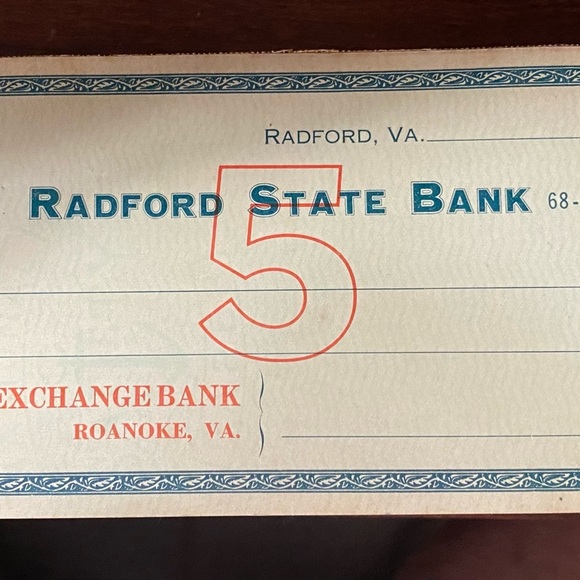 RADFORD, VA.
RADFORD STATE BANK 68-
5
EXCHANGE BANK
ROANOKE, VA.